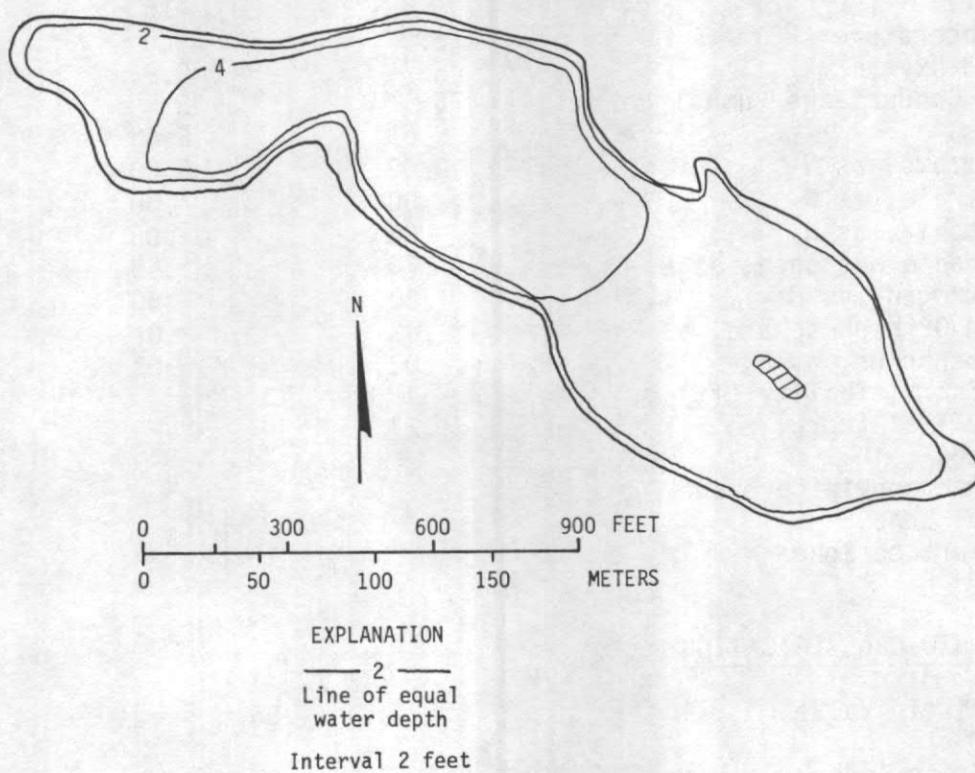 2
4
N
0 300 600 900 FEET
0 50 100 150 METERS
EXPLANATION
2
Line of equal
water depth
Interval 2 feet